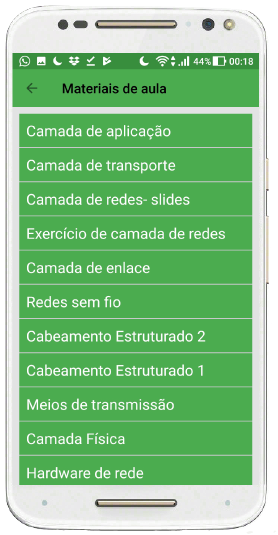 44% 00:18
Materiais de aula
Camada de aplicação
Camada de transporte
Camada de redes- slides
Exercício de camada de redes
Camada de enlace
Redes sem fio
Cabeamento Estruturado 2
Cabeamento Estruturado 1
Meios de transmissão
Camada Física
Hardware de rede